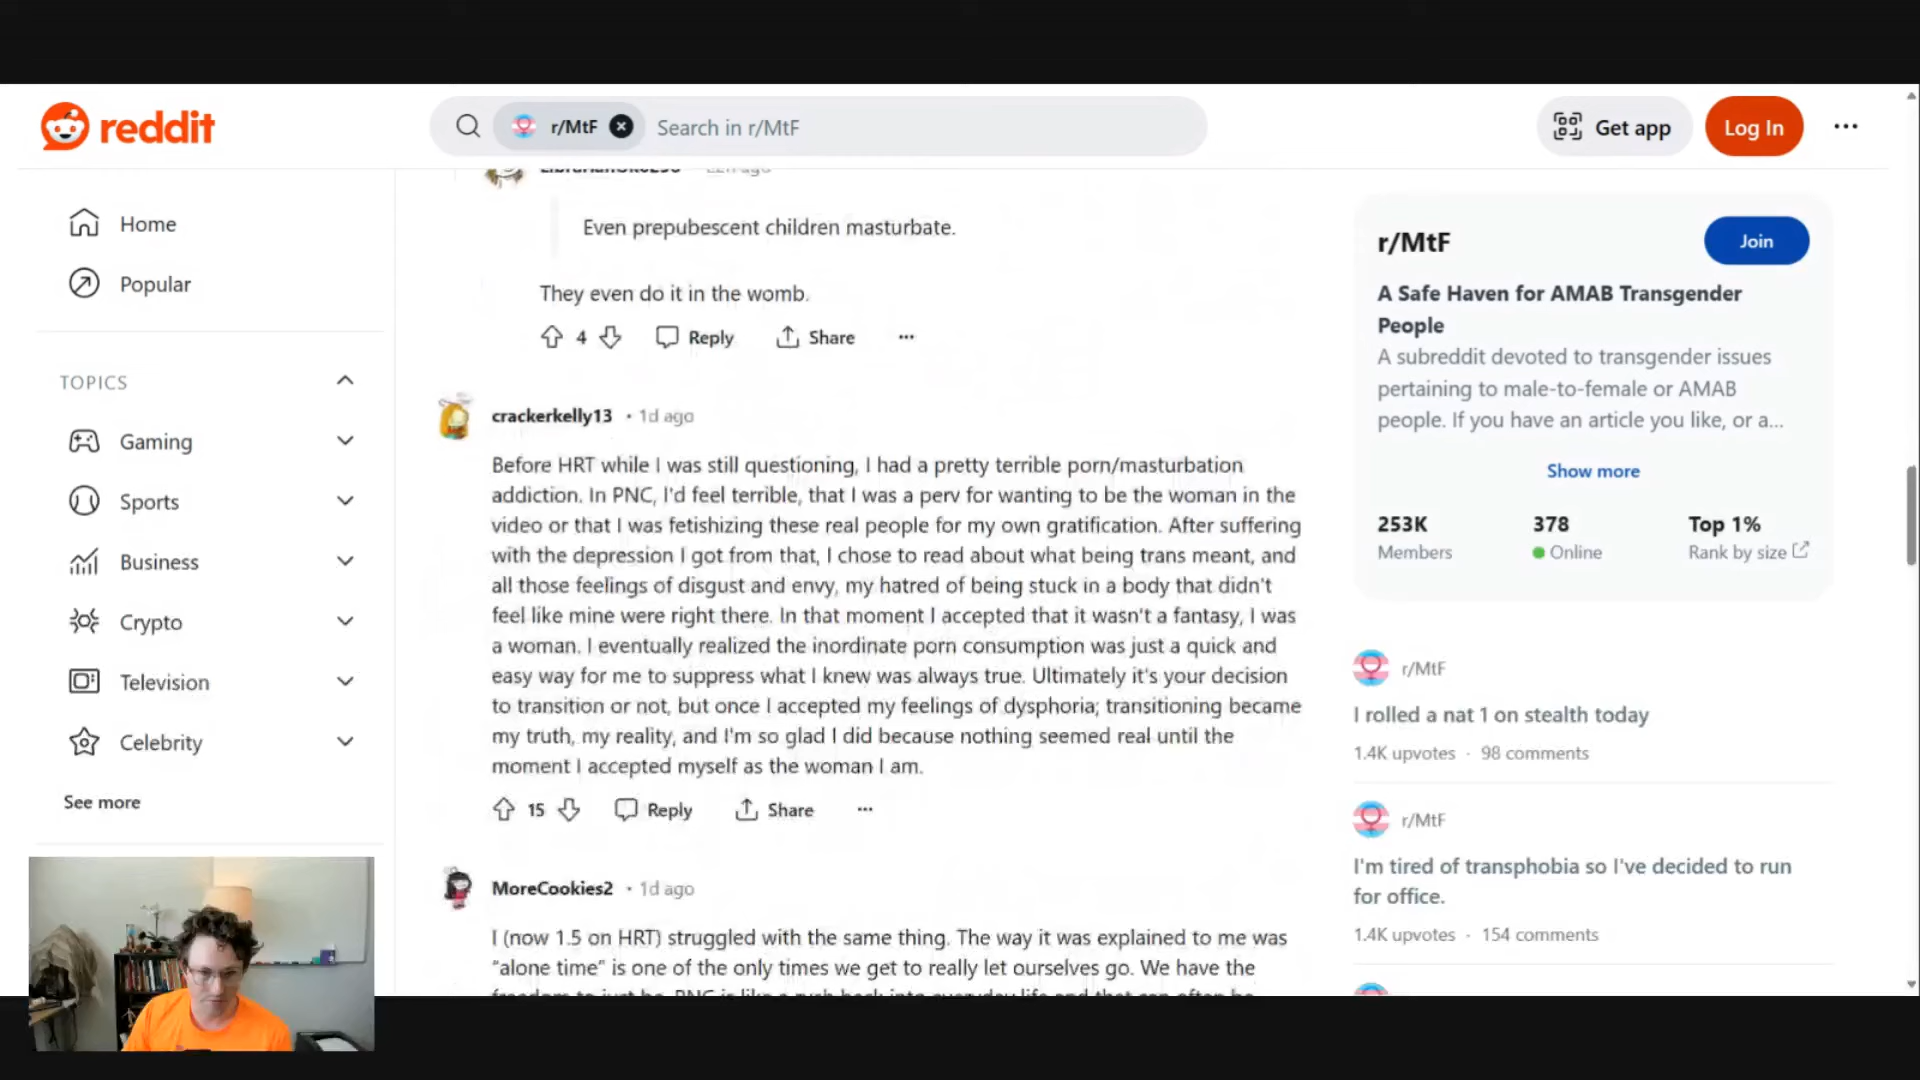 reddit
r/MtF
Search in r/MtF
Get app
Log In
Home
Popular
TOPICS
Gaming
Sports
Business
Crypto
Television
Celebrity
See more
Even prepubescent children masturbate.
They even do it in the womb.
4
Reply
Share
crackerkelly13 • 1d ago
Before HRT while I was still questioning, I had a pretty terrible porn/masturbation
addiction. In PNC, I'd feel terrible, that I was a perv for wanting to be the woman in the
video or that I was fetishizing these real people for my own gratification. After suffering
with the depression I got from that, I chose to read about what being trans meant, and
all those feelings of disgust and envy, my hatred of being stuck in a body that didn't
feel like mine were right there. In that moment I accepted that it wasn't a fantasy, I was
a woman. I eventually realized the inordinate porn consumption was just a quick and
easy way for me to suppress what I knew was always true. Ultimately it's your decision
to transition or not, but once I accepted my feelings of dysphoria; transitioning became
my truth, my reality, and I'm so glad I did because nothing seemed real until the
moment I accepted myself as the woman I am.
15
Reply
Share
MoreCookies2 • 1d ago
I (now 1.5 on HRT) struggled with the same thing. The way it was explained to me was
“alone time” is one of the only times we get to really let ourselves go. We have the
r/MtF
Join
A Safe Haven for AMAB Transgender
People
A subreddit devoted to transgender issues
pertaining to male-to-female or AMAB
people. If you have an article you like, or a...
Show more
253K
378
Top 1%
Members
Online
Rank by size
r/MtF
I rolled a nat 1 on stealth today
1.4K upvotes · 98 comments
r/MtF
I'm tired of transphobia so I've decided to run
for office.
1.4K upvotes · 154 comments